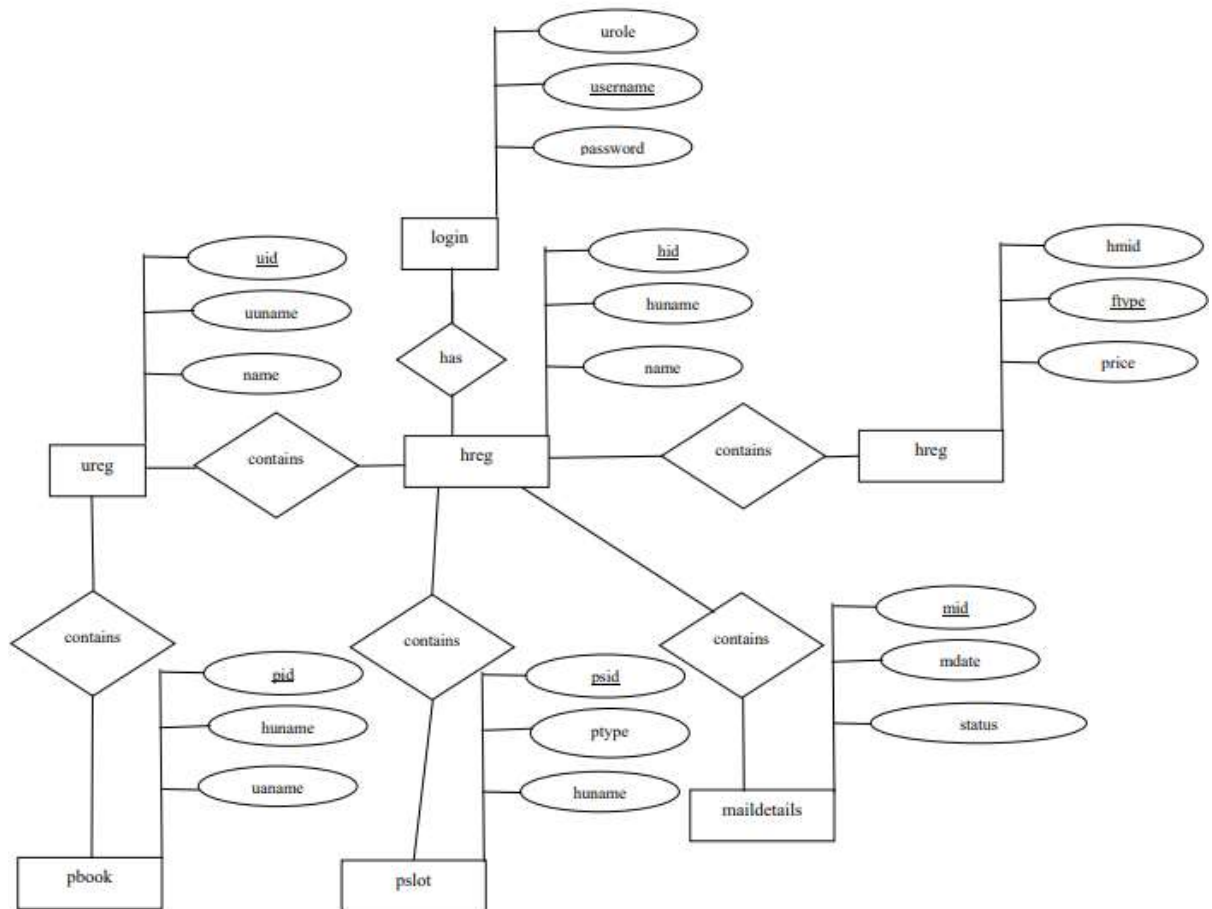 urole
username
password
login
uid
uuname
name
hid
huname
name
hmid
ftype
price
has
ureg
contains
hreg
contains
hreg
contains
contains
contains
pid
huname
uaname
psid
ptype
huname
mid
mdate
status
maildetails
pbook
pslot